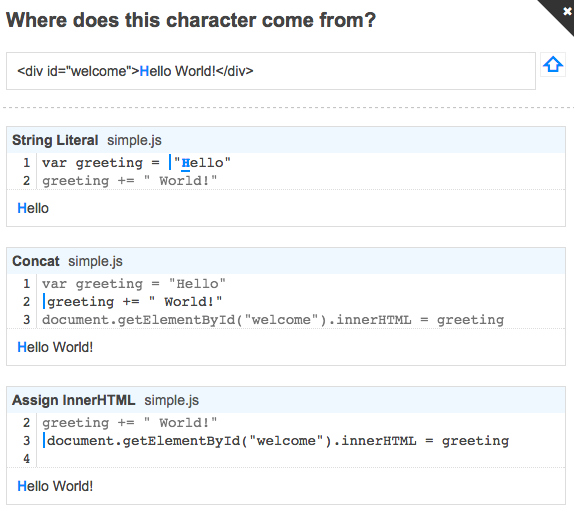 Where does this character come from?
<div id="welcome">Hello World!</div>
String Literal simple.js
1 var greeting = "Hello"
2 greeting += " World!"
Hello
Concat simple.js
1 var greeting = "Hello"
2 greeting += " World!"
3 document.getElementById("welcome").innerHTML = greeting
Hello World!
Assign InnerHTML simple.js
2 greeting += " World!"
3 document.getElementById("welcome").innerHTML = greeting
4
Hello World!